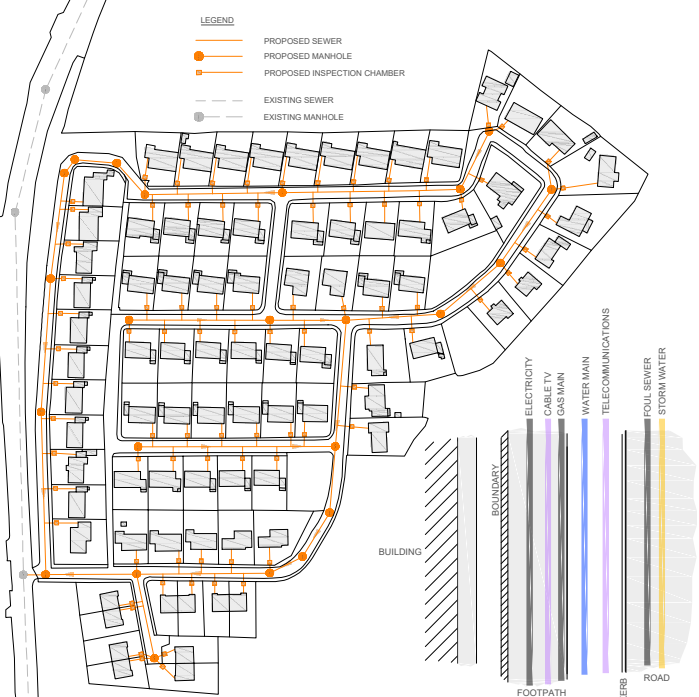 LEGEND
PROPOSED SEWER
PROPOSED MANHOLE
PROPOSED INSPECTION CHAMBER
EXISTING SEWER
EXISTING MANHOLE
ELECTRICITY
CABLE TV
GAS MAIN
WATER MAIN
TELECOMMUNICATIONS
FOUL SEWER
STORM WATER
BOUNDARY
BUILDING
FOOTPATH
ERB
ROAD